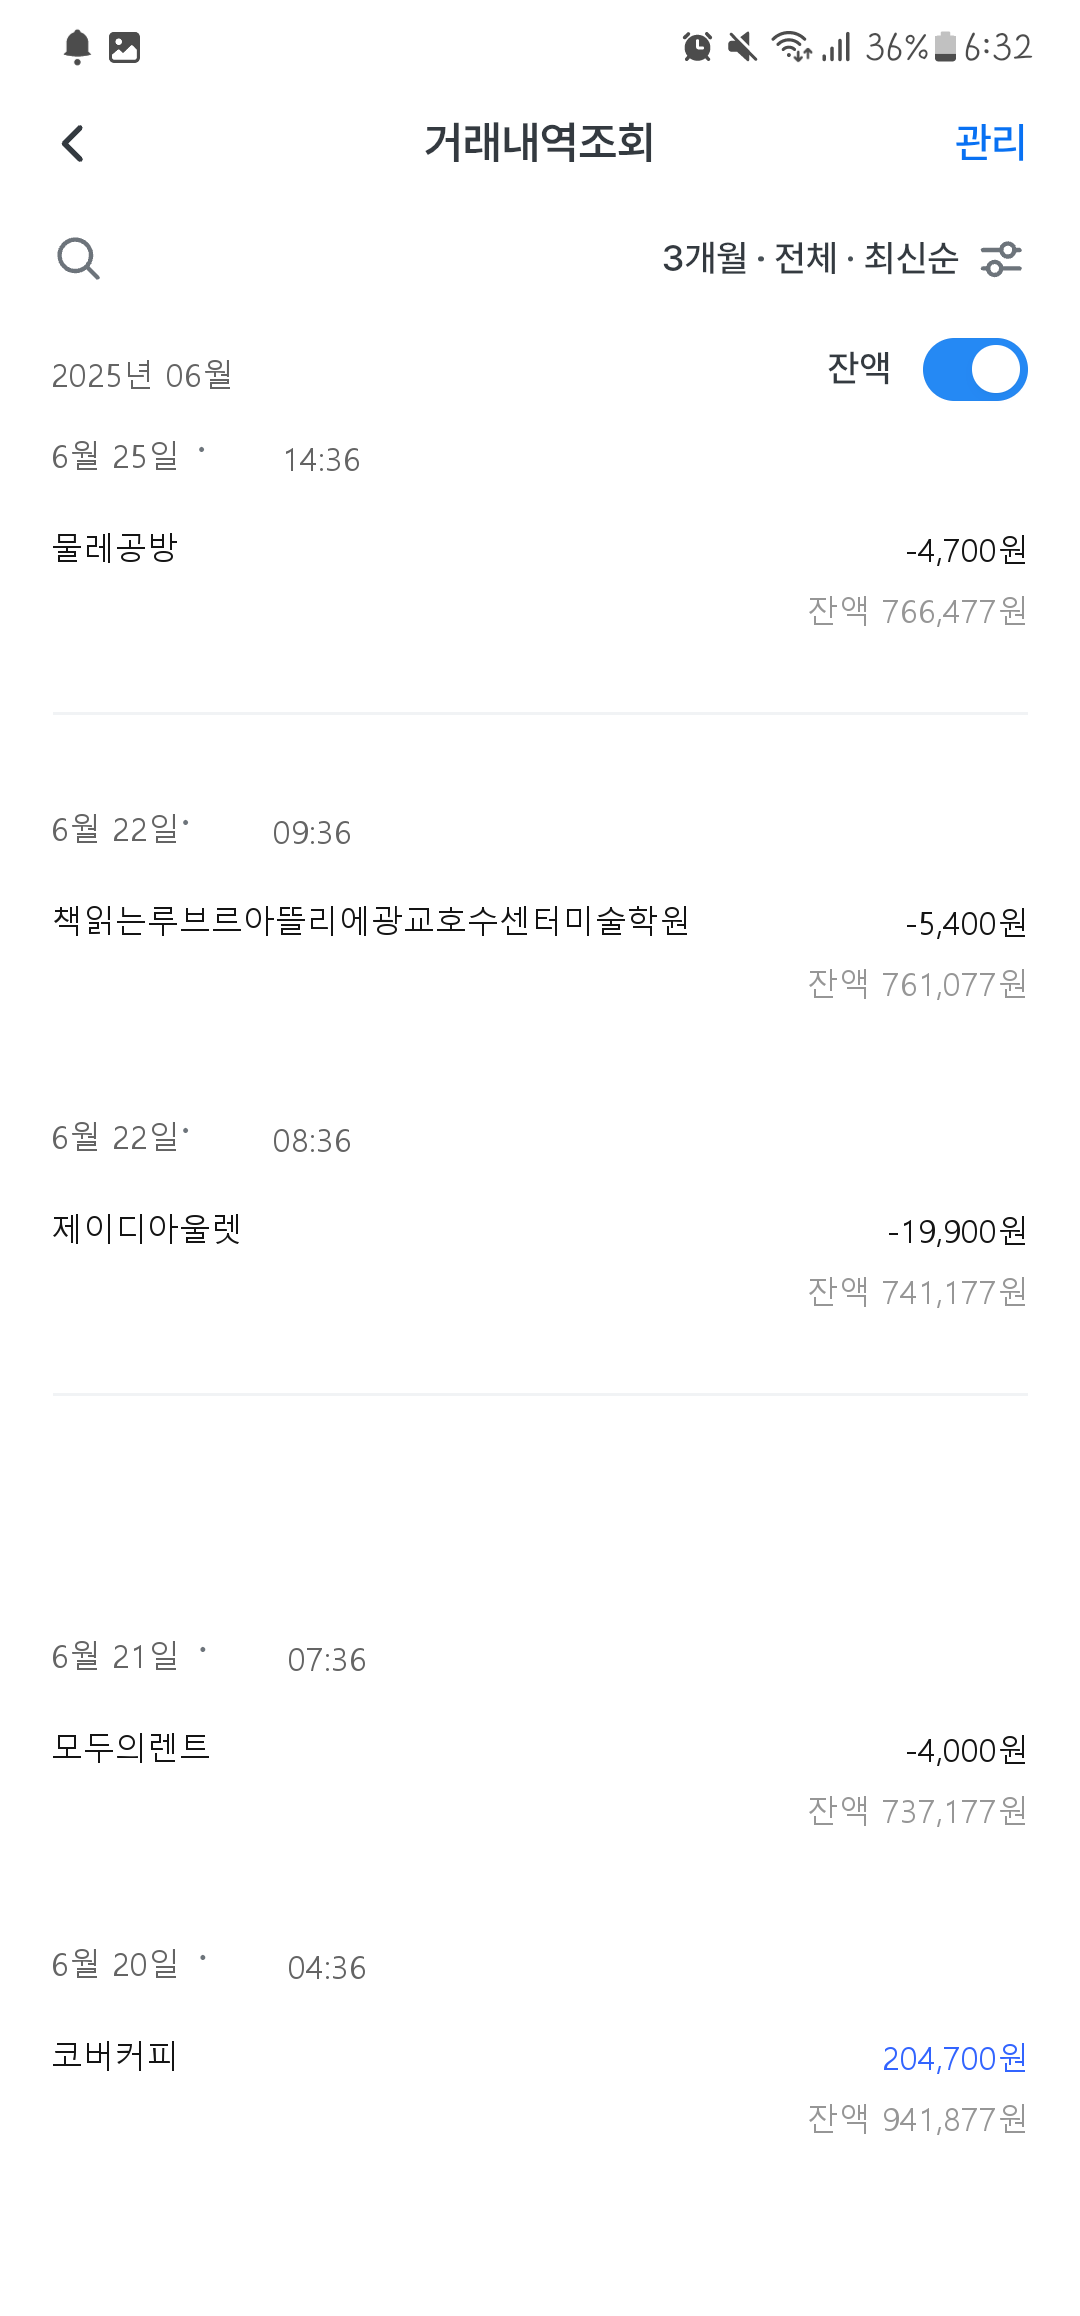 36% 6:32
거래내역조회 관리
3개월 · 전체 · 최신순
2025년 06월 잔액
6월 25일 · 14:36
물레공방 -4,700원
잔액 766,477원
6월 22일· 09:36
책읽는루브르아뜰리에광교호수센터미술학원 -5,400원
잔액 761,077원
6월 22일· 08:36
제이디아울렛 -19,900원
잔액 741,177원
6월 21일 · 07:36
모두의렌트 -4,000원
잔액 737,177원
6월 20일 · 04:36
코버커피 204,700원
잔액 941,877원